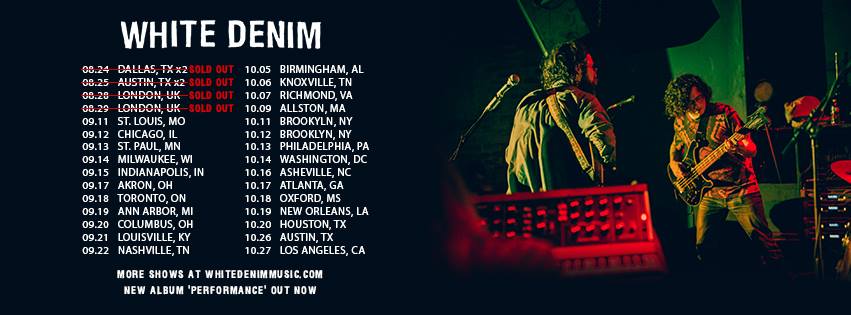 WHITE DENIM
08.24 DALLAS, TX x2 SOLD OUT
08.25 AUSTIN, TX x2 SOLD OUT
08.28 LONDON, UK SOLD OUT
08.29 LONDON, UK SOLD OUT
09.11 ST. LOUIS, MO
09.12 CHICAGO, IL
09.13 ST. PAUL, MN
09.14 MILWAUKEE, WI
09.15 INDIANAPOLIS, IN
09.17 AKRON, OH
09.18 TORONTO, ON
09.19 ANN ARBOR, MI
09.20 COLUMBUS, OH
09.21 LOUISVILLE, KY
09.22 NASHVILLE, TN
10.05 BIRMINGHAM, AL
10.06 KNOXVILLE, TN
10.07 RICHMOND, VA
10.09 ALLSTON, MA
10.11 BROOKYLN, NY
10.12 BROOKLYN, NY
10.13 PHILADELPHIA, PA
10.14 WASHINGTON, DC
10.16 ASHEVILLE, NC
10.17 ATLANTA, GA
10.18 OXFORD, MS
10.19 NEW ORLEANS, LA
10.20 HOUSTON, TX
10.26 AUSTIN, TX
10.27 LOS ANGELES, CA
MORE SHOWS AT WHITEDENIMMUSIC.COM
NEW ALBUM 'PERFORMANCE' OUT NOW